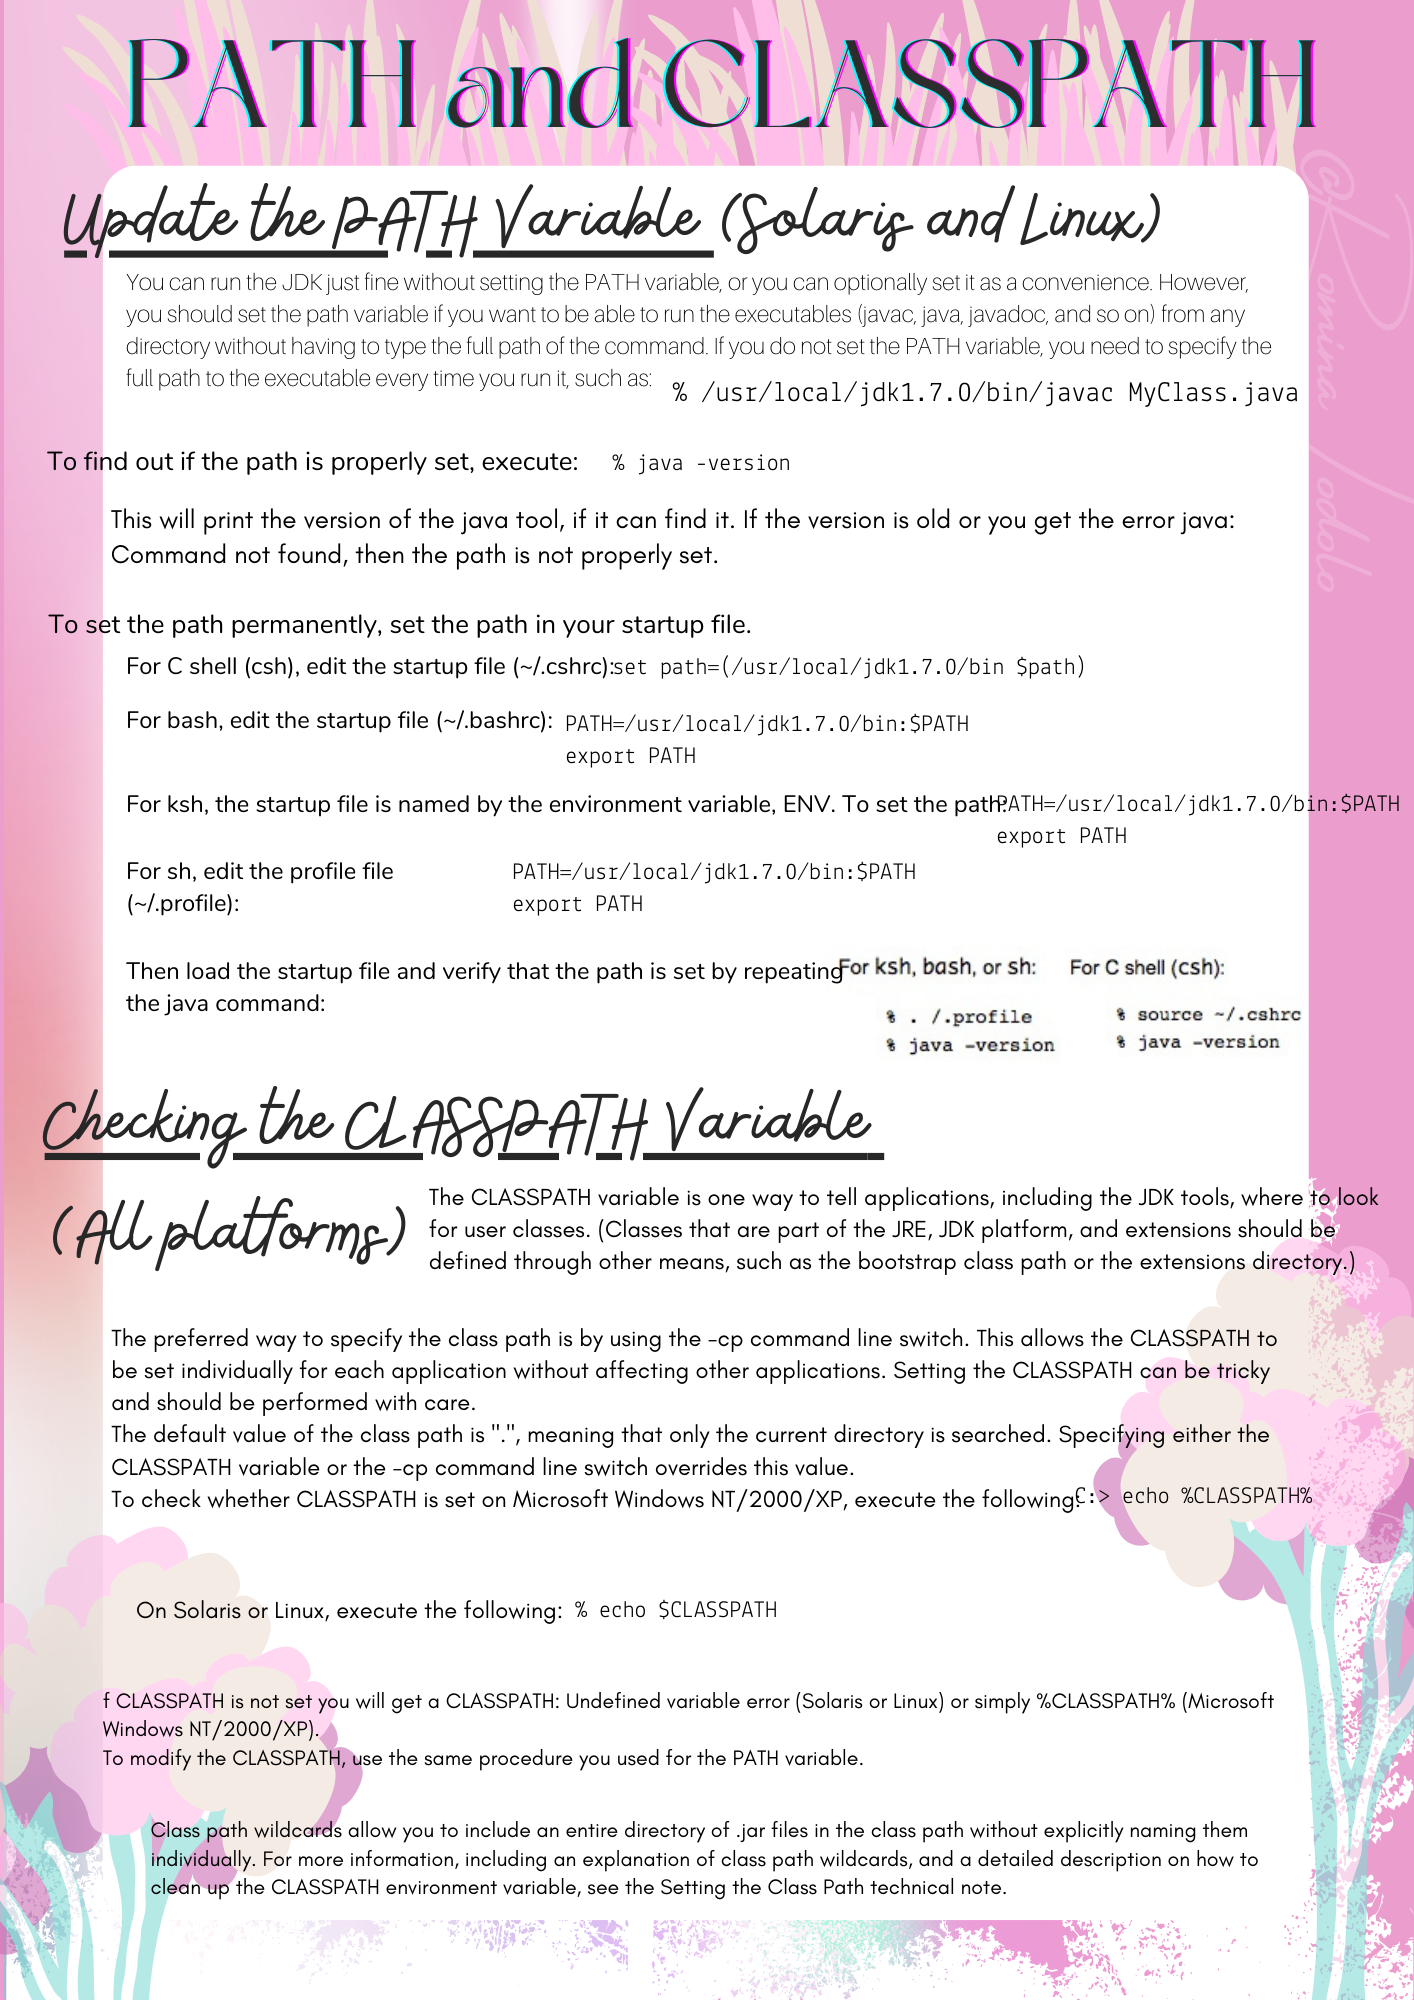 PATH and CLASSPATH
Update the PATH Variable (Solaris and Linux)
You can run the JDK just fine without setting the PATH variable, or you can optionally set it as a convenience. However,
you should set the path variable if you want to be able to run the executables (javac, java, javadoc, and so on) from any
directory without having to type the full path of the command. If you do not set the PATH variable, you need to specify the
full path to the executable every time you run it, such as:
% /usr/local/jdk1.7.0/bin/javac MyClass.java
To find out if the path is properly set, execute:
% java -version
This will print the version of the java tool, if it can find it. If the version is old or you get the error java:
Command not found, then the path is not properly set.
To set the path permanently, set the path in your startup file.
For C shell (csh), edit the startup file (~/.cshrc):
set path=(/usr/local/jdk1.7.0/bin $path)
For bash, edit the startup file (~/.bashrc):
PATH=/usr/local/jdk1.7.0/bin:$PATH
export PATH
For ksh, the startup file is named by the environment variable, ENV. To set the path:
PATH=/usr/local/jdk1.7.0/bin:$PATH
export PATH
For sh, edit the profile file
(~/.profile):
PATH=/usr/local/jdk1.7.0/bin:$PATH
export PATH
Then load the startup file and verify that the path is set by repeating
the java command:
For ksh, bash, or sh:
% . /.profile
% java -version
For C shell (csh):
% source ~/.cshrc
% java -version
Checking the CLASSPATH Variable
(All platforms)
The CLASSPATH variable is one way to tell applications, including the JDK tools, where to look
for user classes. (Classes that are part of the JRE, JDK platform, and extensions should be
defined through other means, such as the bootstrap class path or the extensions directory.)
The preferred way to specify the class path is by using the -cp command line switch. This allows the CLASSPATH to
be set individually for each application without affecting other applications. Setting the CLASSPATH can be tricky
and should be performed with care.
The default value of the class path is ".", meaning that only the current directory is searched. Specifying either the
CLASSPATH variable or the -cp command line switch overrides this value.
To check whether CLASSPATH is set on Microsoft Windows NT/2000/XP, execute the following:
C:> echo %CLASSPATH%
On Solaris or Linux, execute the following:
% echo $CLASSPATH
f CLASSPATH is not set you will get a CLASSPATH: Undefined variable error (Solaris or Linux) or simply %CLASSPATH% (Microsoft
Windows NT/2000/XP).
To modify the CLASSPATH, use the same procedure you used for the PATH variable.
Class path wildcards allow you to include an entire directory of .jar files in the class path without explicitly naming them
individually. For more information, including an explanation of class path wildcards, and a detailed description on how to
clean up the CLASSPATH environment variable, see the Setting the Class Path technical note.
@Romina